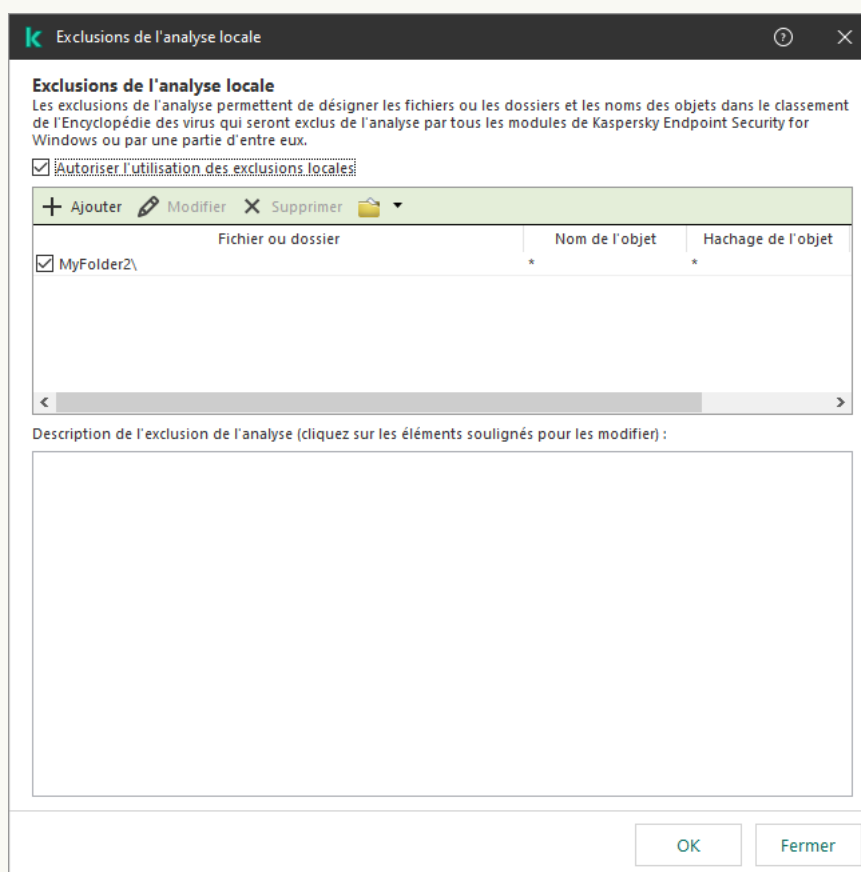 Exclusions de l'analyse locale
Exclusions de l'analyse locale
Les exclusions de l'analyse permettent de désigner les fichiers ou les dossiers et les noms des objets dans le classement
de l'Encyclopédie des virus qui seront exclus de l'analyse par tous les modules de Kaspersky Endpoint Security for
Windows ou par une partie d'entre eux.
Autoriser l'utilisation des exclusions locales
Ajouter Modifier Supprimer
Fichier ou dossier Nom de l'objet Hachage de l'objet
MyFolder2\ * *
Description de l'exclusion de l'analyse (cliquez sur les éléments soulignés pour les modifier) :
OK Fermer